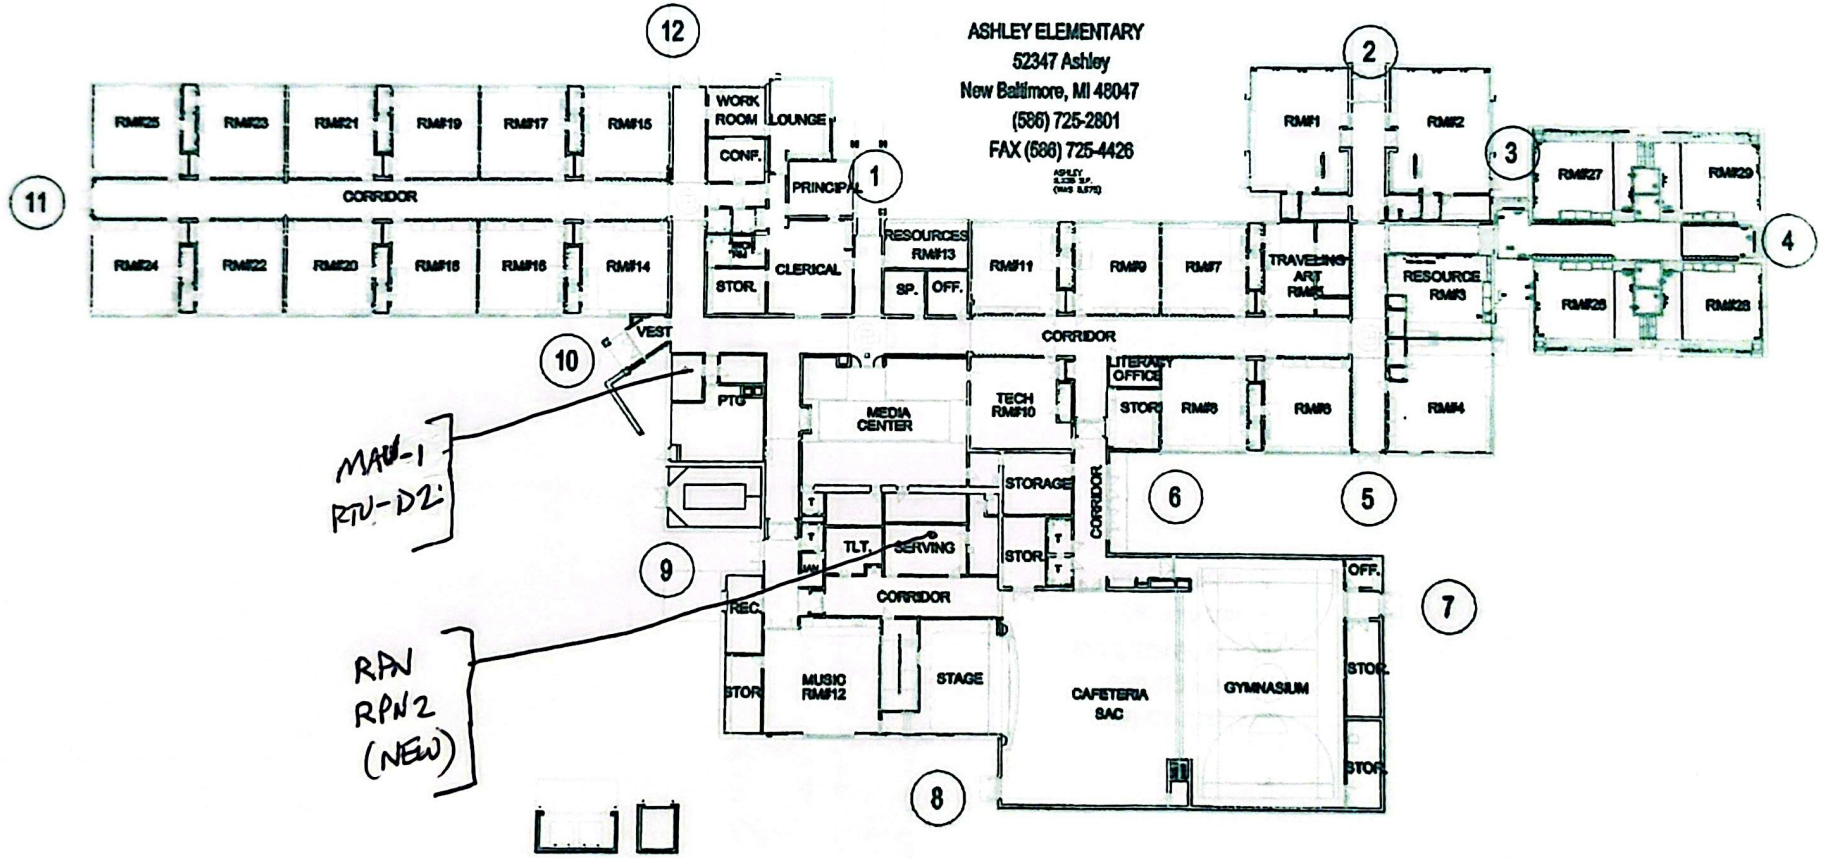 12
ASHLEY ELEMENTARY
52347 Ashley
New Baltimore, MI 48047
(586) 725-2801
FAX (586) 725-4426
ASHLEY
2
RM#25
RM#23
RM#21
RM#19
RM#17
RM#15
WORK
ROOM
LOUNGE
CONF.
PRINCIPAL
1
RM#1
RM#2
3
RM#27
RM#29
11
CORRIDOR
4
RM#24
RM#22
RM#20
RM#18
RM#16
RM#14
STOR.
CLERICAL
RESOURCES
RM#13
SP.
OFF.
RM#11
RM#9
RM#7
TRAVELING
ART
RM#5
RESOURCE
RM#3
RM#26
RM#28
VEST
10
CORRIDOR
PTO
MEDIA
CENTER
TECH
RM#10
LITERACY
OFFICE
STOR.
RM#8
RM#6
RM#4
MAU-1
RTU-D2
STORAGE
CORRIDOR
6
5
T
T
TLT.
SERVING
STOR.
T
T
JAN
9
REC.
CORRIDOR
OFF.
7
RPN
RPN2
(NEW)
STOR.
MUSIC
RM#12
STAGE
CAFETERIA
SAC
GYMNASIUM
STOR.
STOR.
8